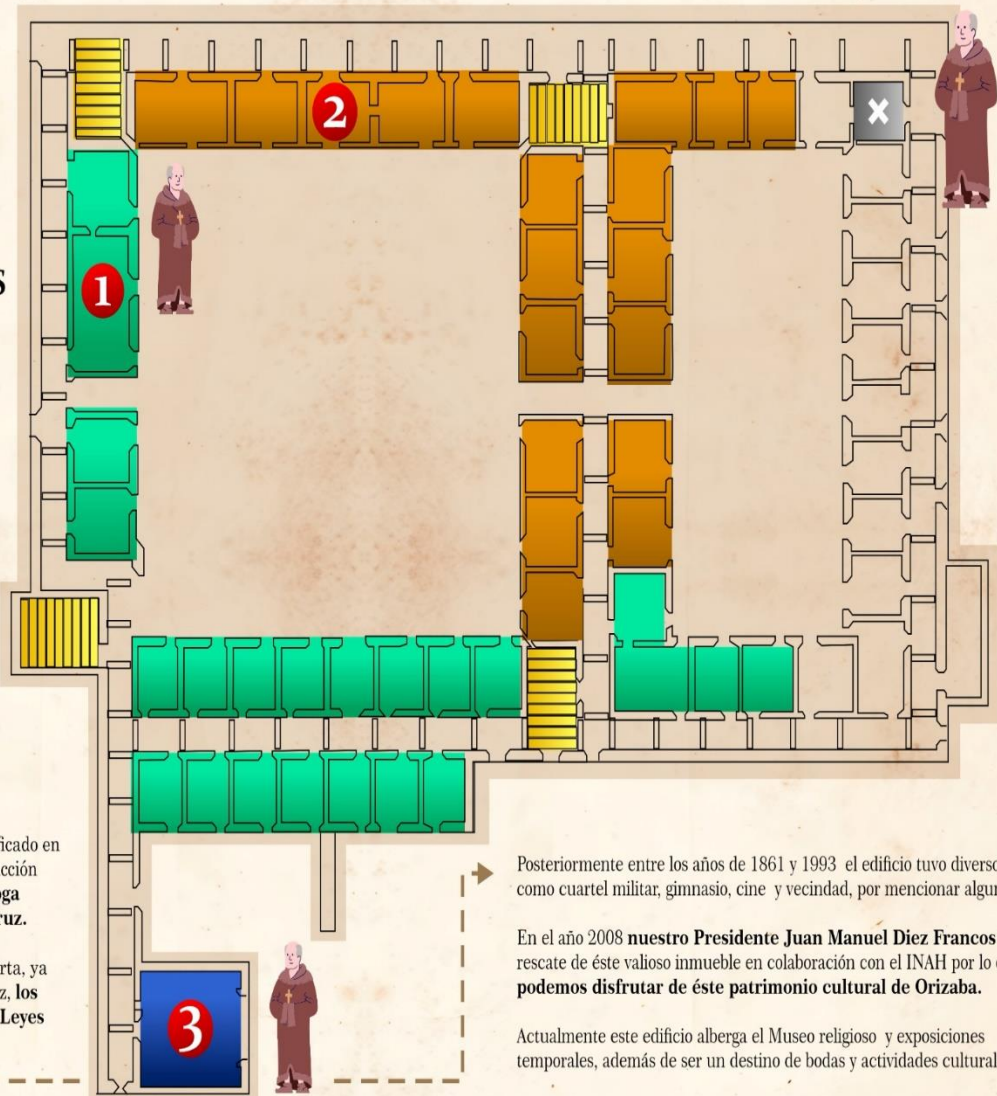 2
X
1
S
ficado en
cción
oga
ruz.
rta, ya
z, los
Leyes
3
Posteriormente entre los años de 1861 y 1993 el edificio tuvo diverso
como cuartel militar, gimnasio, cine y vecindad, por mencionar algun
En el año 2008 nuestro Presidente Juan Manuel Diez Francos
rescate de éste valioso inmueble en colaboración con el INAH por lo
podemos disfrutar de éste patrimonio cultural de Orizaba.
Actualmente este edificio alberga el Museo religioso y exposiciones
temporales, además de ser un destino de bodas y actividades cultural